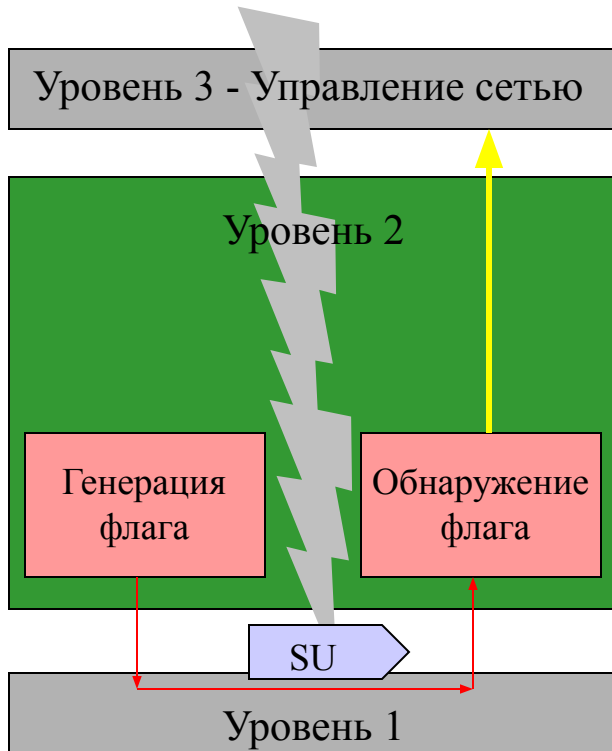 Уровень 3 - Управление сетью
Уровень 2
Генерация
флага
Обнаружение
флага
SU
Уровень 1